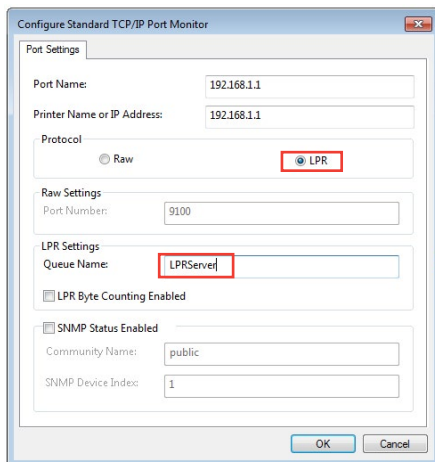 Configure Standard TCP/IP Port Monitor
Port Settings
Port Name: 192.168.1.1
Printer Name or IP Address: 192.168.1.1
Protocol
Raw LPR
Raw Settings
Port Number: 9100
LPR Settings
Queue Name: LPRServer
LPR Byte Counting Enabled
SNMP Status Enabled
Community Name: public
SNMP Device Index: 1
OK Cancel